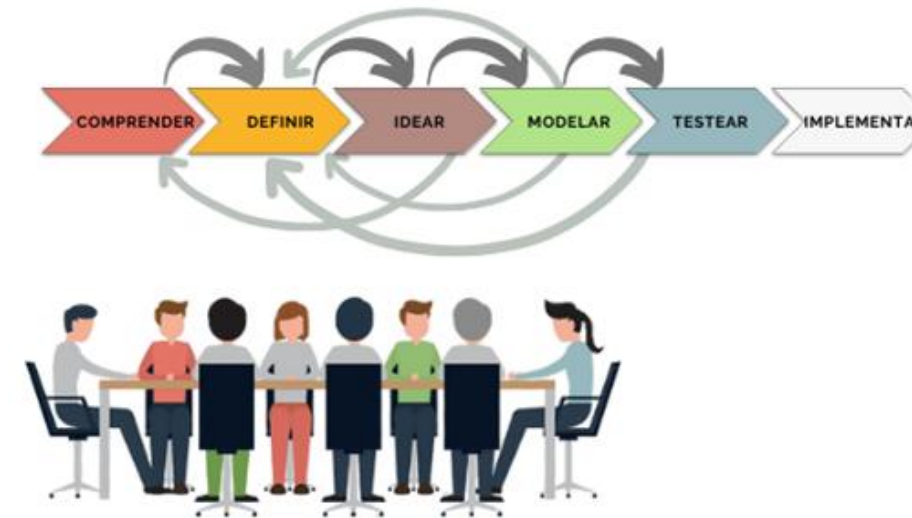 COMPRENDER
DEFINIR
IDEAR
MODELAR
TESTEAR
IMPLEMENTA